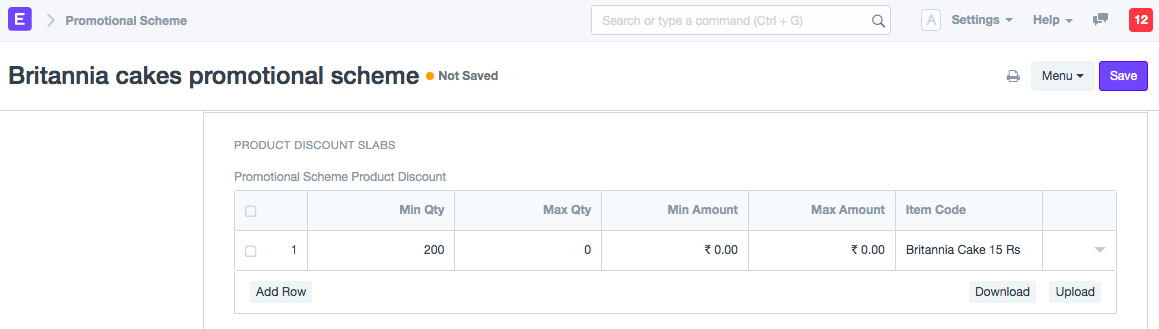 E Promotional Scheme Search or type a command (Ctrl + G) A Settings Help 12
Britannia cakes promotional scheme Not Saved Menu Save
PRODUCT DISCOUNT SLABS
Promotional Scheme Product Discount
Min Qty Max Qty Min Amount Max Amount Item Code
1 200 0 ₹ 0.00 ₹ 0.00 Britannia Cake 15 Rs
Add Row Download Upload